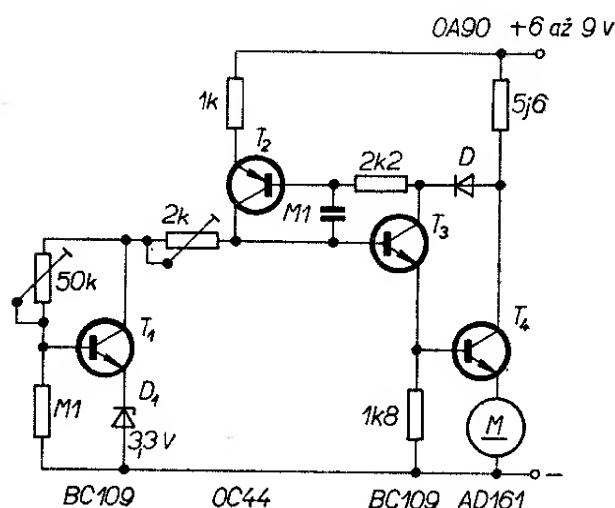 OA90 +6 až 9 v
1k
5j6
T2
2k2
D
M1
T3
2k
50k
T1
T4
D1
M1
3,3 v
1k8
M
−
BC109 OC44 BC109 AD161